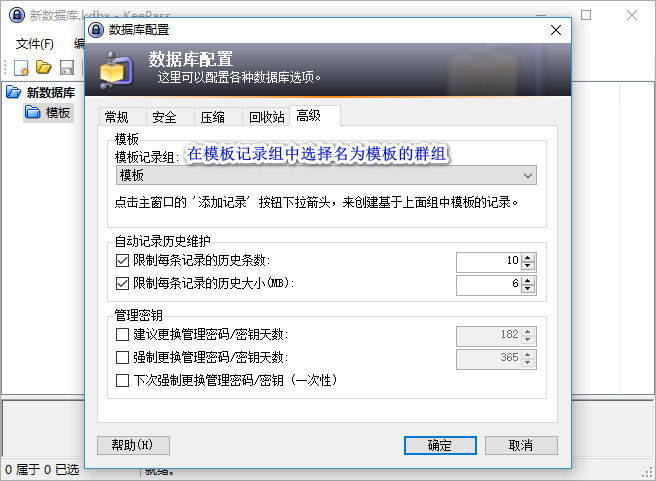 新数据库.kdbx - KeePass
数据库配置
文件(F)
数据库配置
这里可以配置各种数据库选项。
新数据库
模板
常规 安全 压缩 回收站 高级
模板
模板记录组:
在模板记录组中选择名为模板的群组
模板
点击主窗口的 '添加记录' 按钮下拉箭头，来创建基于上面组中模板的记录。
自动记录历史维护
限制每条记录的历史条数: 10
限制每条记录的历史大小(MB): 6
管理密钥
建议更换管理密码/密钥天数: 182
强制更换管理密码/密钥天数: 365
下次强制更换管理密码/密钥 (一次性)
帮助(H) 确定 取消
0 属于 0 已选 就绪。